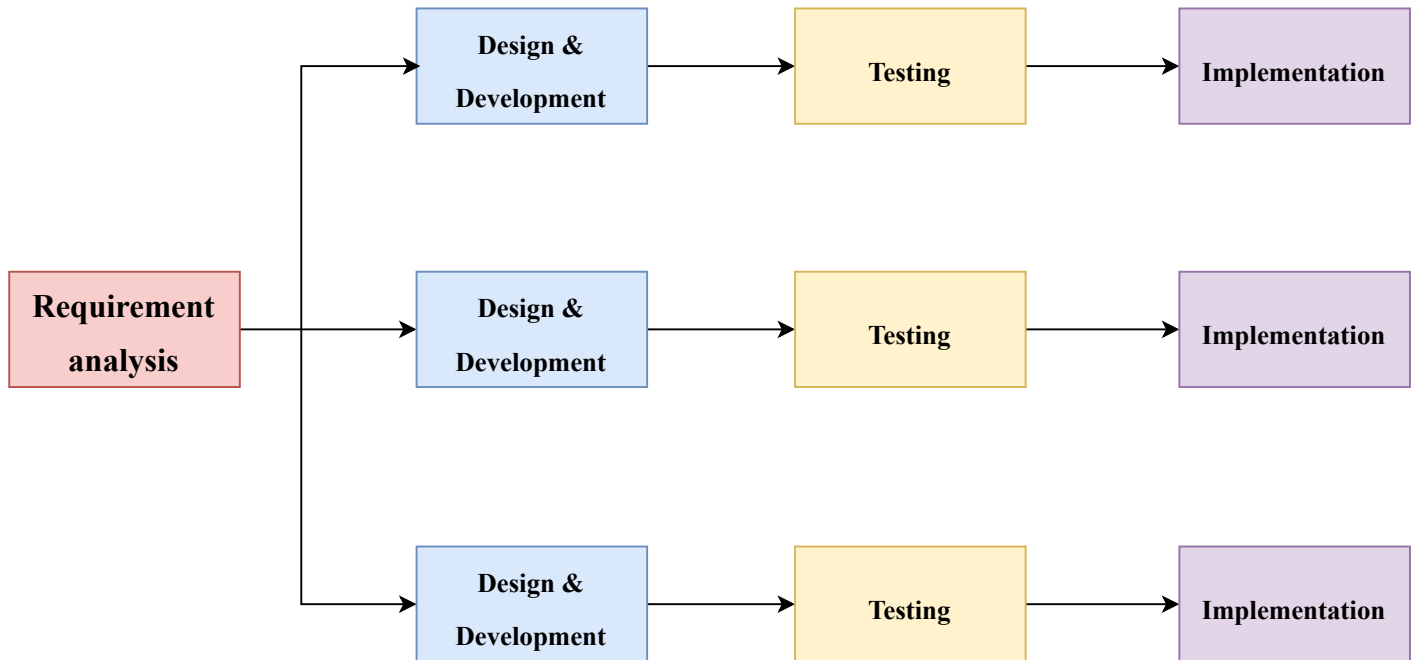 Design &
Development
Testing
Implementation
Requirement
analysis
Design &
Development
Testing
Implementation
Design &
Development
Testing
Implementation